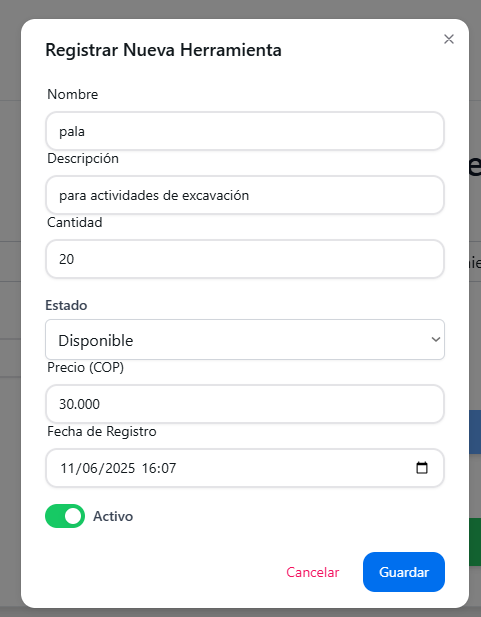 Registrar Nueva Herramienta
Nombre
pala
Descripción
para actividades de excavación
Cantidad
20
Estado
Disponible
Precio (COP)
30.000
Fecha de Registro
11/06/2025 16:07
Activo
Cancelar
Guardar